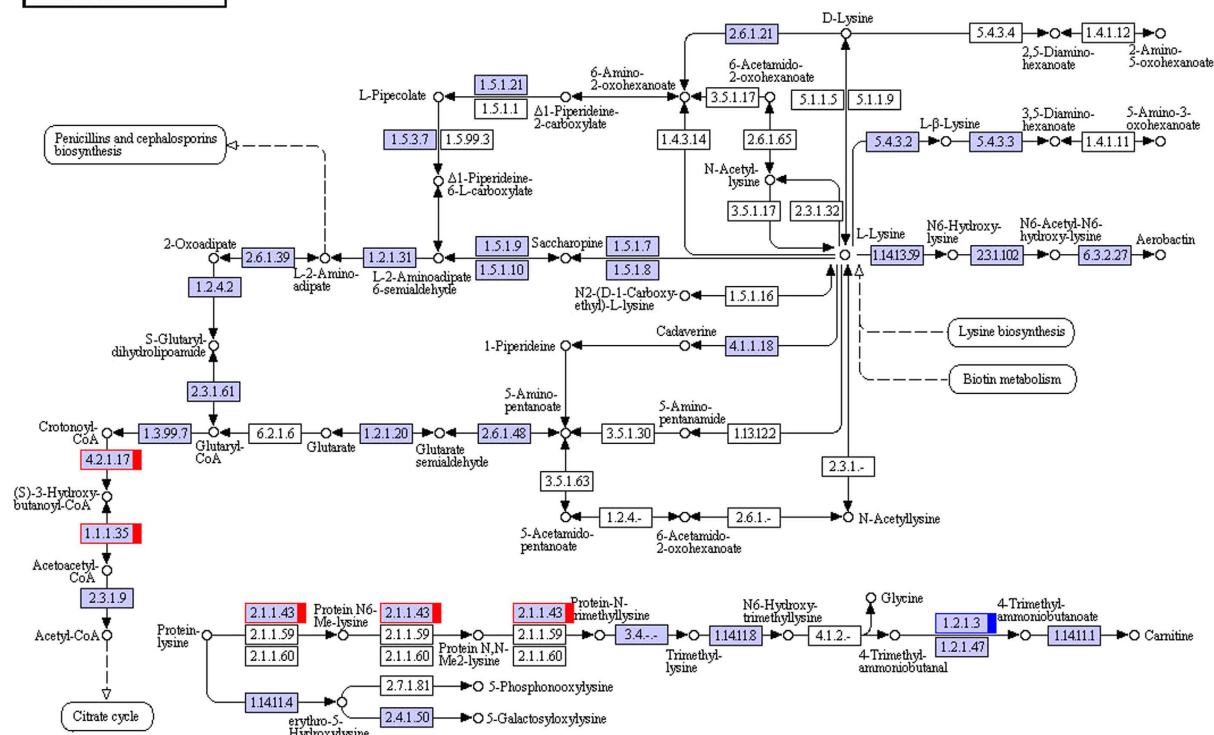 D-Lysine
2.6.1.21
5.4.3.4
1.4.1.12
2,5-Diamino-
hexanoate
2-Amino-
5-oxohexanoate
6-Amino-
2-oxohexanoate
6-Acetamido-
2-oxohexanoate
1.5.1.21
1.5.1.1
L-Pipecolate
Δ1-Piperideine-
2-carboxylate
3.5.1.17
5.1.1.5
5.1.1.9
Penicillins and cephalosporins
biosynthesis
1.5.3.7
1.5.99.3
1.4.3.14
2.6.1.65
L-β-Lysine
5.4.3.2
5.4.3.3
3,5-Diamino-
hexanoate
1.4.1.11
5-Amino-3-
oxohexanoate
Δ1-Piperideine-
6-L-carboxylate
N-Acetyl-
lysine
3.5.1.17
2.3.1.32
2-Oxoadipate
2.6.1.39
L-2-Amino-
adipate
1.2.1.31
L-2-Aminoadipate
6-semialdehyde
1.5.1.9
1.5.1.10
Saccharopine
1.5.1.7
1.5.1.8
L-Lysine
1.14.13.59
N6-Hydroxy-
lysine
2.3.1.102
N6-Acetyl-N6-
hydroxy-lysine
6.3.2.27
Aerobactin
1.2.4.2
N2-(D-1-Carboxy-
ethyl)-L-lysine
1.5.1.16
S-Glutaryl-
dihydrolipoamide
1-Piperideine
Cadaverine
4.1.1.18
Lysine biosynthesis
Biotin metabolism
2.3.1.61
5-Amino-
pentanoate
5-Amino-
pentanamide
Crotonoyl-
CoA
1.3.99.7
Glutaryl-
CoA
6.2.1.6
Glutarate
1.2.1.20
Glutarate
semialdehyde
2.6.1.48
3.5.1.30
1.13.12.2
4.2.1.17
2.3.1.-
(S)-3-Hydroxy-
butanoyl-CoA
3.5.1.63
1.1.1.35
5-Acetamido-
pentanoate
1.2.4.-
6-Acetamido-
2-oxohexanoate
2.6.1.-
N-Acetyllysine
Acetoacetyl-
CoA
2.3.1.9
Acetyl-CoA
Citrate cycle
Protein-
lysine
2.1.1.43
2.1.1.59
2.1.1.60
Protein N6-
Me-lysine
2.1.1.43
2.1.1.59
2.1.1.60
Protein N,N-
Me2-lysine
2.1.1.43
2.1.1.59
2.1.1.60
Protein-N-
trimethyllysine
3.4.-.-
Trimethyl-
lysine
1.14.11.8
N6-Hydroxy-
trimethyllysine
4.1.2.-
Glycine
4-Trimethyl-
ammoniobutanal
1.2.1.3
1.2.1.47
4-Trimethyl-
ammoniobutanoate
1.14.11.1
Carnitine
1.14.11.4
erythro-5-
Hydroxylysine
2.7.1.81
5-Phosphonooxylysine
2.4.1.50
5-Galactosyloxylysine